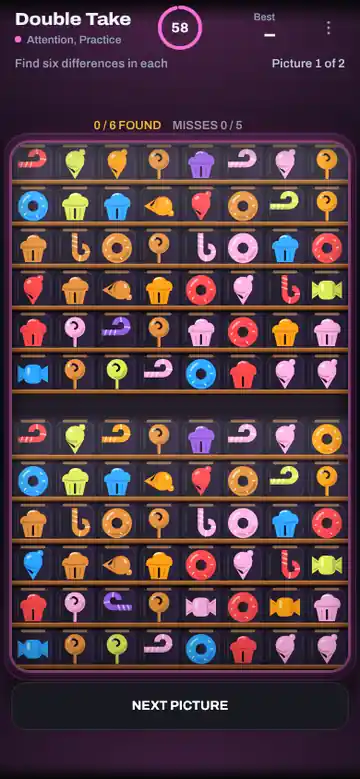 Double Take
Attention, Practice
58
Best
–
Find six differences in each
Picture 1 of 2
0 / 6 FOUND
MISSES 0 / 5
NEXT PICTURE